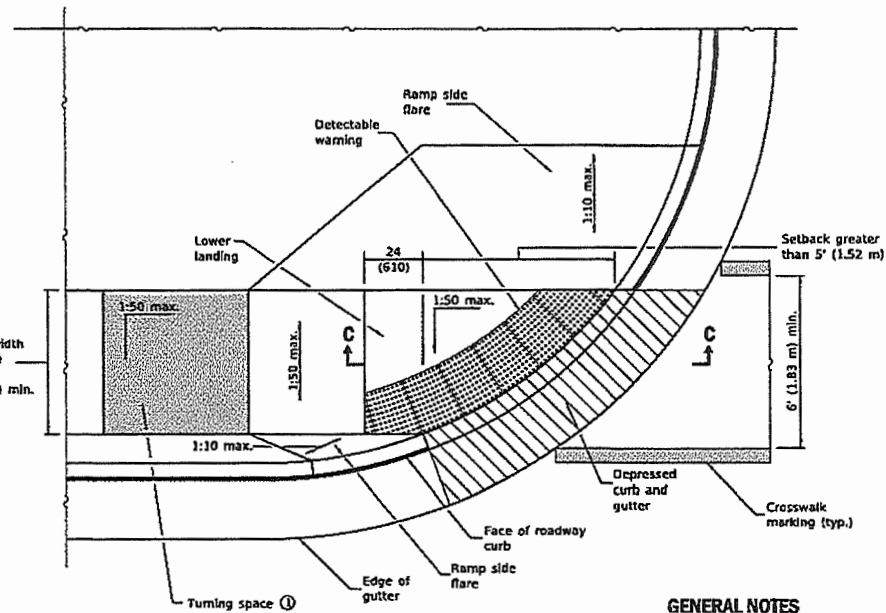 Ramp side
flare
Detectable
warning
1:10 max.
Lower
landing
24
(610)
Setback greater
than 5' (1.52 m)
1:50 max.
1:50 max.
C
C
1:50 max.
6' (1.83 m) min.
min.
1:10 max.
Depressed
curb and
gutter
Crosswalk
marking (typ.)
Face of roadway
curb
Ramp side
flare
Edge of
gutter
Turning space ①
GENERAL NOTES